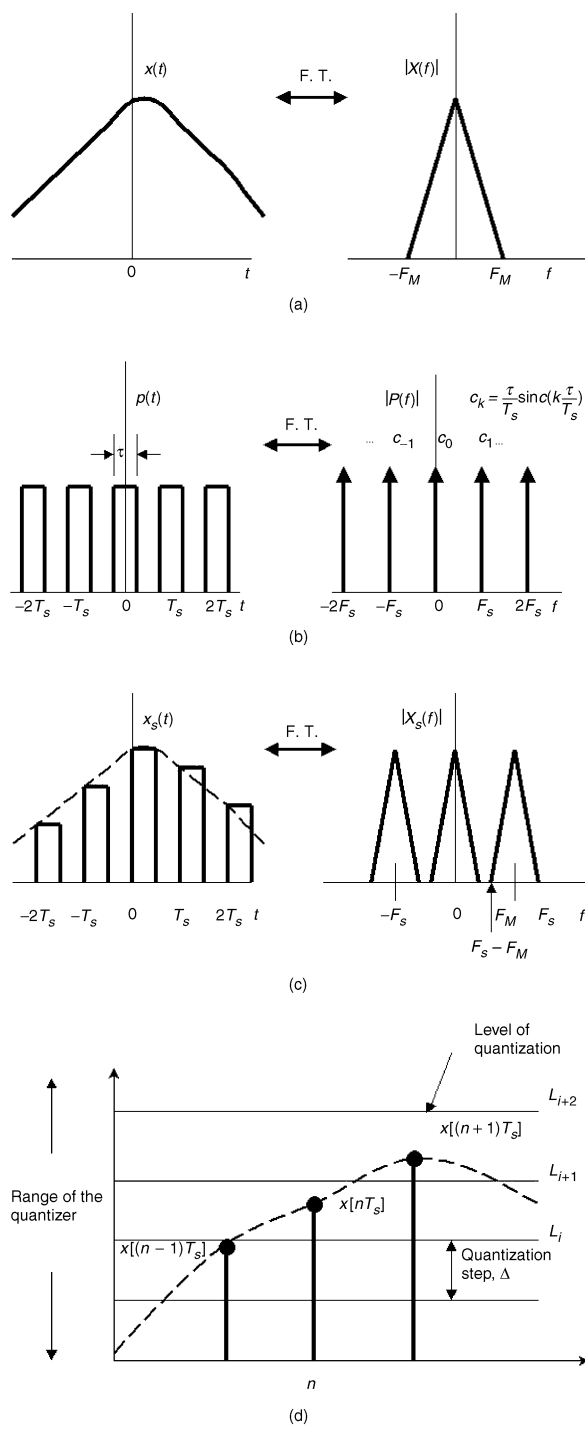 x(t)
F. T.
|X(f)|
0
t
−F_M
F_M
f
(a)
p(t)
F. T.
|P(f)|
c_k = τ/T_s sinc(k τ/T_s)
τ
... c_−1 c_0 c_1...
−2T_s −T_s 0 T_s 2T_s t
−2F_s −F_s 0 F_s 2F_s f
(b)
x_s(t)
F. T.
|X_s(f)|
−2T_s −T_s 0 T_s 2T_s t
−F_s 0 F_M F_s f
F_s − F_M
(c)
Level of
quantization
L_i+2
x[(n + 1)T_s]
L_i+1
Range of the
quantizer
x[nT_s]
L_i
x[(n − 1)T_s]
Quantization
step, Δ
n
(d)